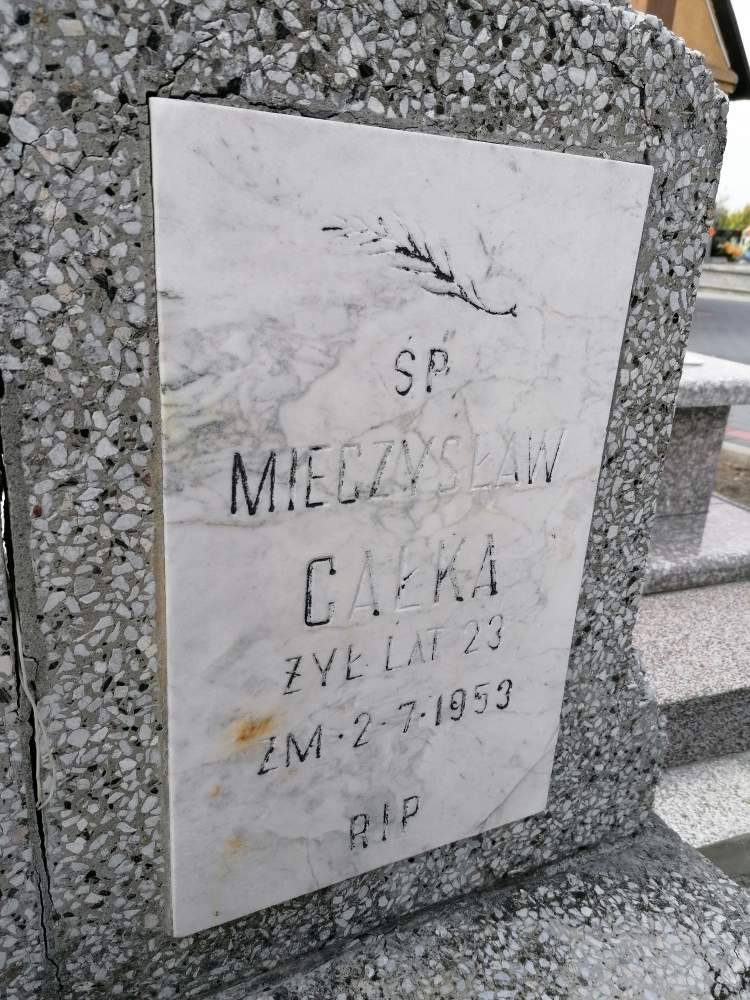 ŚP.
MIECZYSŁAW
CAŁKA
ŻYŁ LAT 23
ZM·2-7·1953
RIP